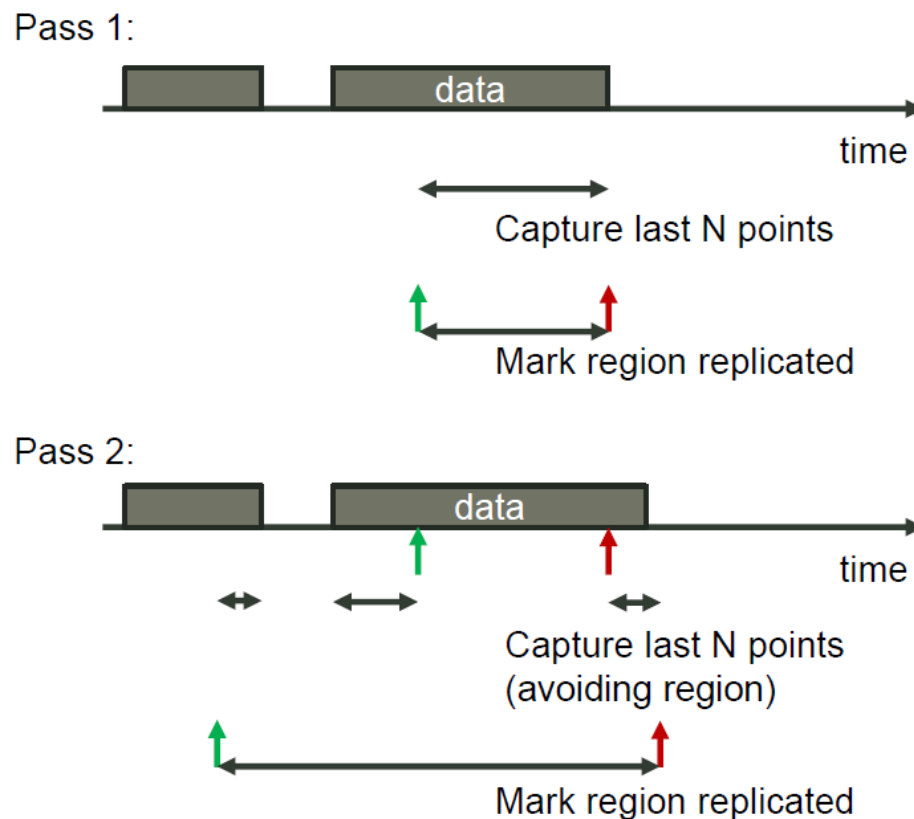 Pass 1:
data
time
Capture last N points
Mark region replicated
Pass 2:
data
time
Capture last N points
(avoiding region)
Mark region replicated